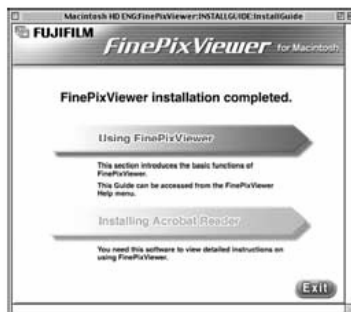 Macintosh HD ENG:FinePixViewer:INSTALLGUIDE:InstallGuide
FUJIFILM
FinePixViewer for Macintosh
FinePixViewer installation completed.
Using FinePixViewer
This section introduces the basic functions of
FinePixViewer.
This Guide can be accessed from the FinePixViewer
Help menu.
Installing Acrobat Reader
You need this software to view detailed instructions on
using FinePixViewer.
Exit